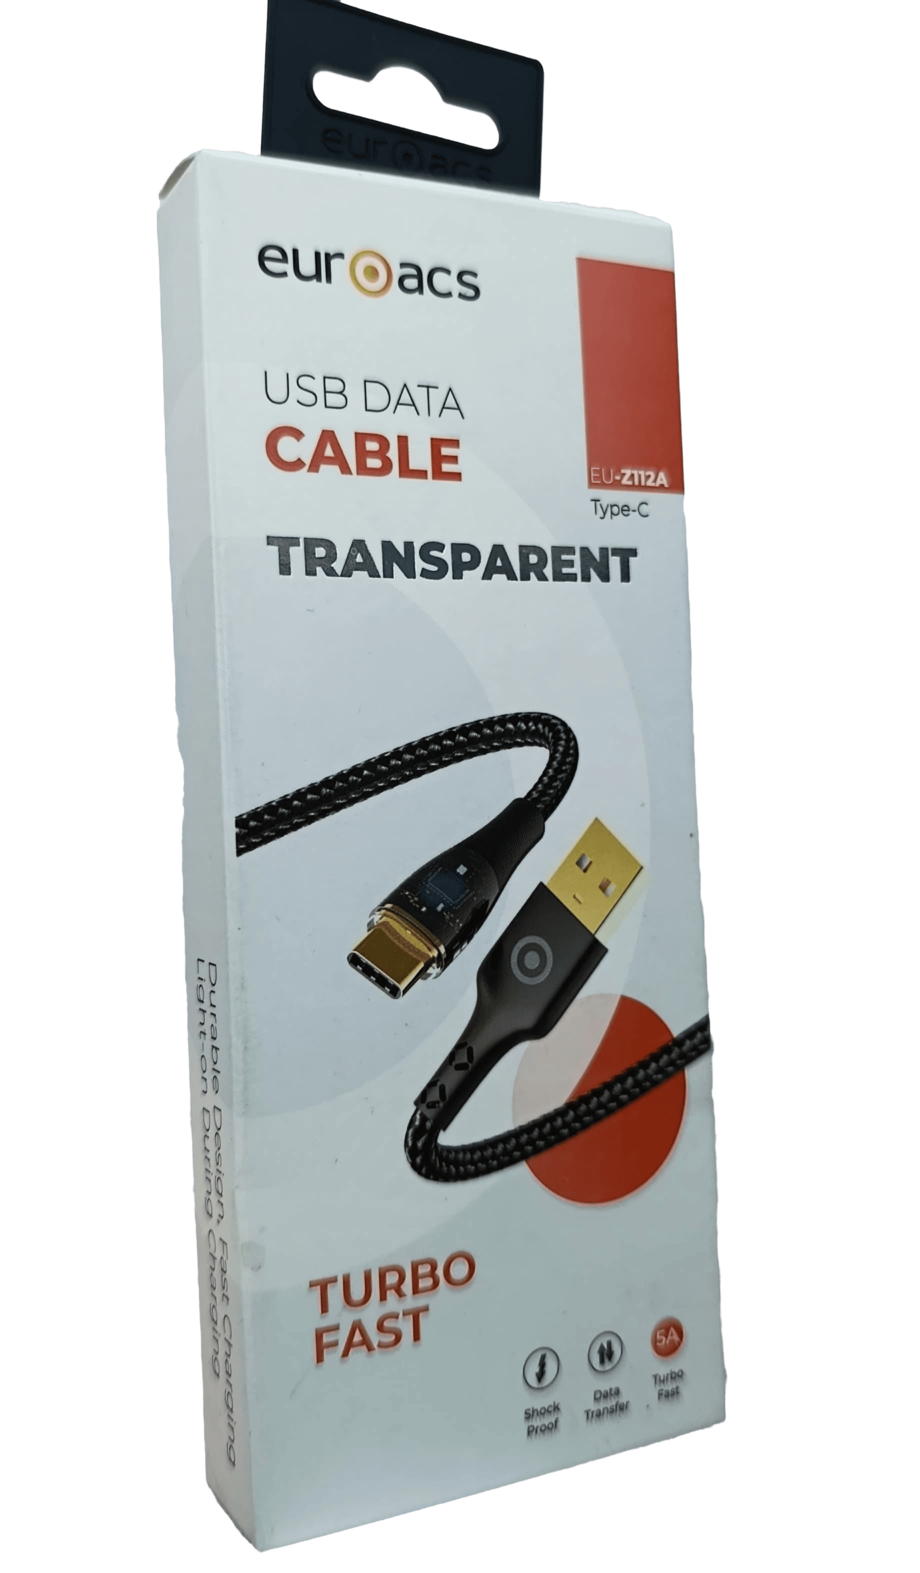 euroacs
euroacs
USB DATA
CABLE
EU-Z112A
Type-C
TRANSPARENT
TURBO
FAST
Shock
Proof
Data
Transfer
5A
Turbo
Fast
Durable Design, Fast Charging
Light-on During Charging